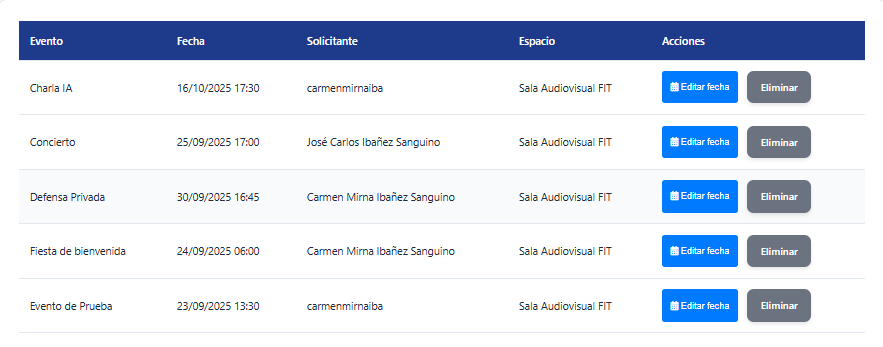 Evento Fecha Solicitante Espacio Acciones
Charla IA 16/10/2025 17:30 carmenmirnaiba Sala Audiovisual FIT Editar fecha Eliminar
Concierto 25/09/2025 17:00 José Carlos Ibañez Sanguino Sala Audiovisual FIT Editar fecha Eliminar
Defensa Privada 30/09/2025 16:45 Carmen Mirna Ibañez Sanguino Sala Audiovisual FIT Editar fecha Eliminar
Fiesta de bienvenida 24/09/2025 06:00 Carmen Mirna Ibañez Sanguino Sala Audiovisual FIT Editar fecha Eliminar
Evento de Prueba 23/09/2025 13:30 carmenmirnaiba Sala Audiovisual FIT Editar fecha Eliminar